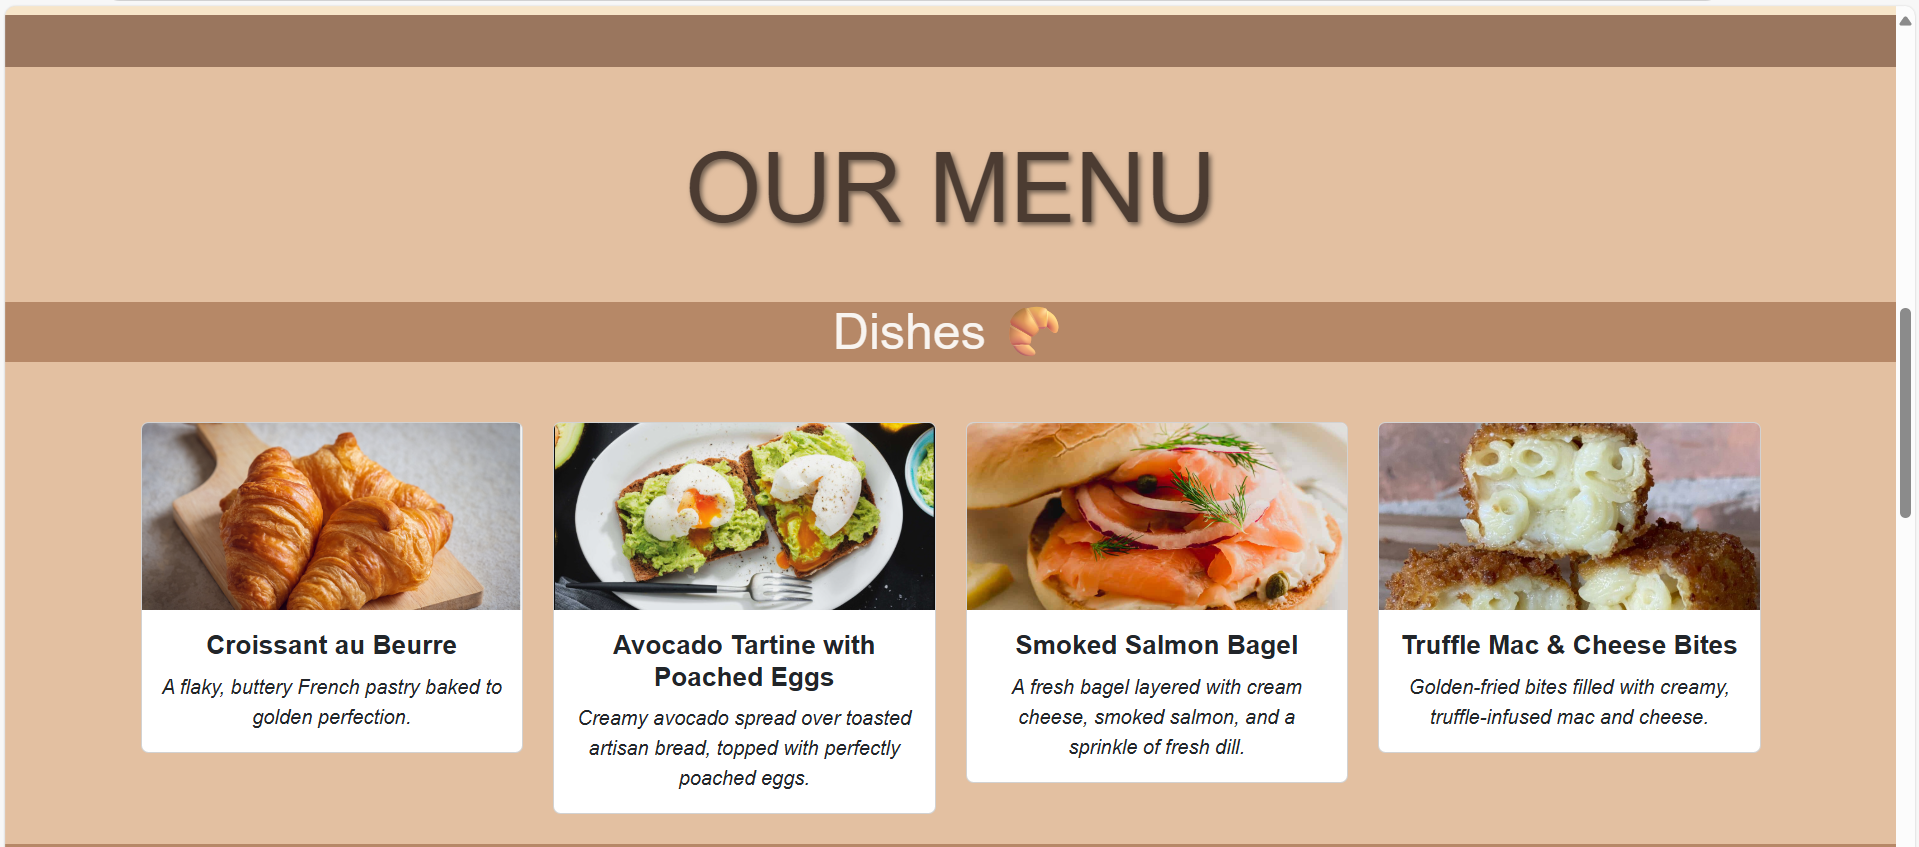 OUR MENU
Dishes 🥐
Croissant au Beurre
A flaky, buttery French pastry baked to
golden perfection.
Avocado Tartine with
Poached Eggs
Creamy avocado spread over toasted
artisan bread, topped with perfectly
poached eggs.
Smoked Salmon Bagel
A fresh bagel layered with cream
cheese, smoked salmon, and a
sprinkle of fresh dill.
Truffle Mac & Cheese Bites
Golden-fried bites filled with creamy,
truffle-infused mac and cheese.